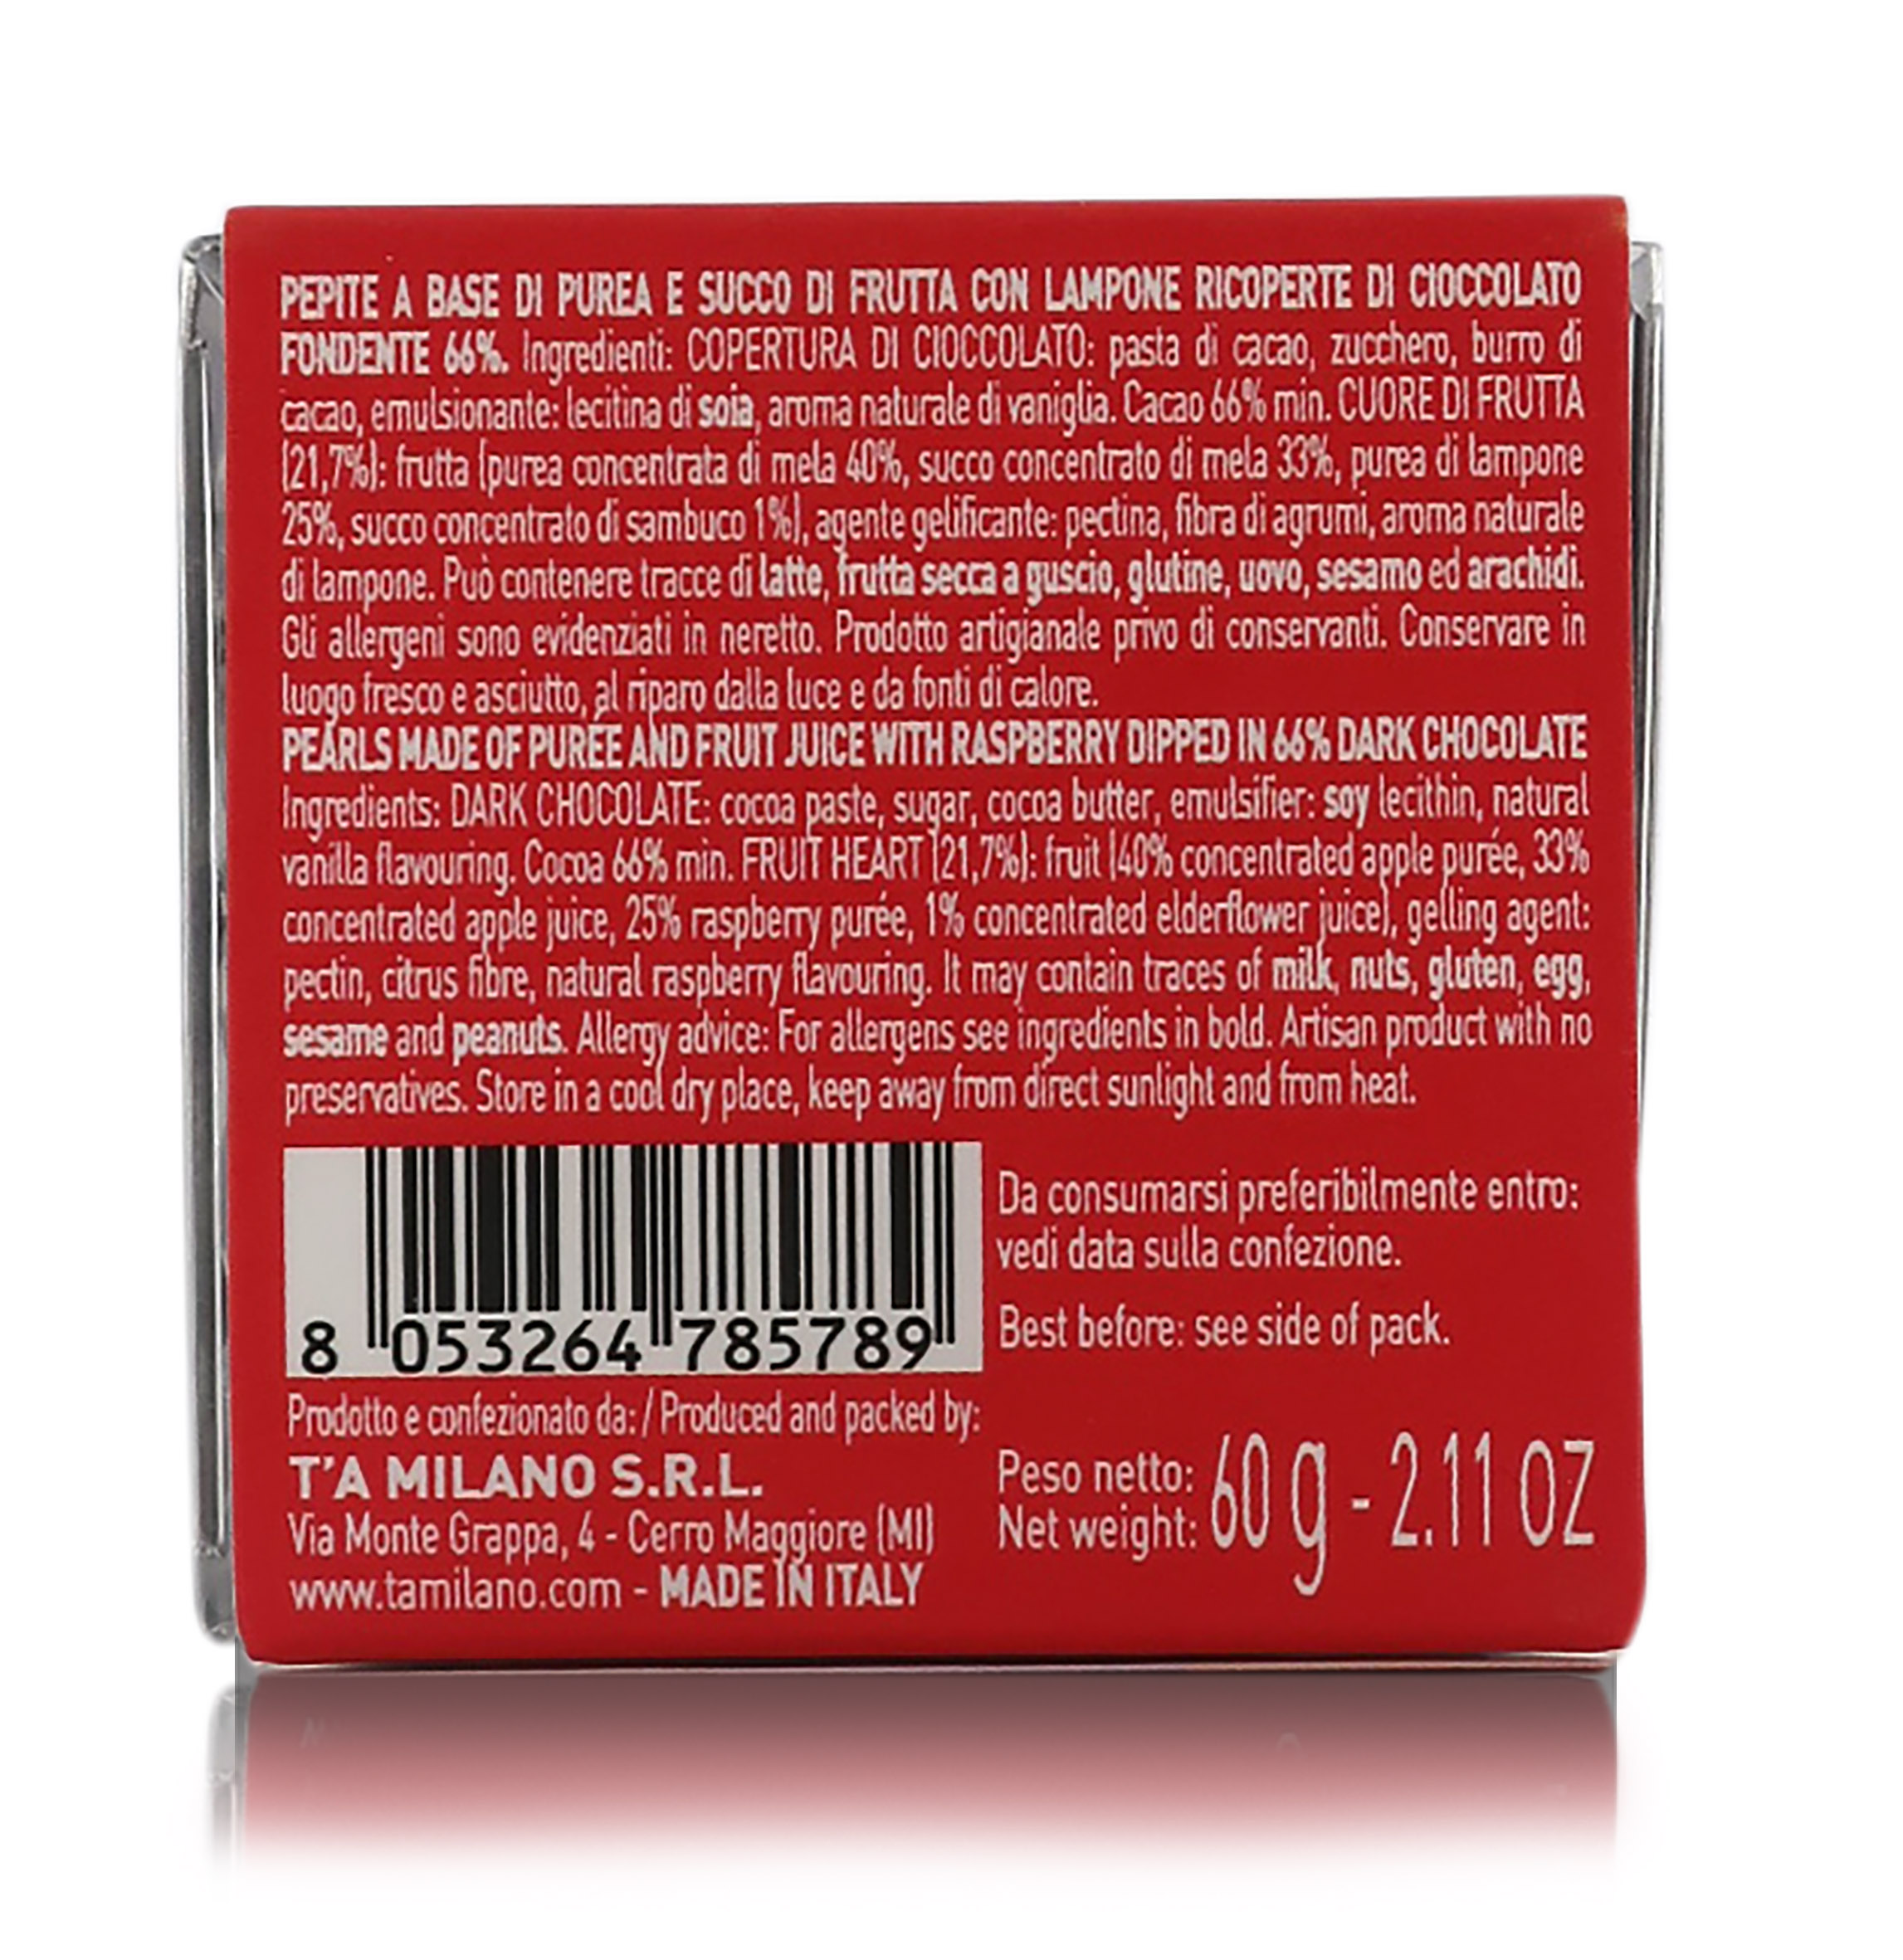 PEPITE A BASE DI PUREA E SUCCO DI FRUTTA CON LAMPONE RICOPERTE DI CIOCCOLATO
FONDENTE 66%. Ingredienti: COPERTURA DI CIOCCOLATO: pasta di cacao, zucchero, burro di
cacao, emulsionante: lecitina di soia, aroma naturale di vaniglia. Cacao 66% min. CUORE DI FRUTTA
(21,7%): frutta (purea concentrata di mela 40%, succo concentrato di mela 33%, purea di lampone
25%, succo concentrato di sambuco 1%), agente gelificante: pectina, fibra di agrumi, aroma naturale
di lampone. Può contenere tracce di latte, frutta secca a guscio, glutine, uovo, sesamo ed arachidi.
Gli allergeni sono evidenziati in neretto. Prodotto artigianale privo di conservanti. Conservare in
luogo fresco e asciutto, al riparo dalla luce e da fonti di calore.
PEARLS MADE OF PURÉE AND FRUIT JUICE WITH RASPBERRY DIPPED IN 66% DARK CHOCOLATE
Ingredients: DARK CHOCOLATE: cocoa paste, sugar, cocoa butter, emulsifier: soy lecithin, natural
vanilla flavouring. Cocoa 66% min. FRUIT HEART (21,7%): fruit (40% concentrated apple purée, 33%
concentrated apple juice, 25% raspberry purée, 1% concentrated elderflower juice), gelling agent:
pectin, citrus fibre, natural raspberry flavouring. It may contain traces of milk, nuts, gluten, egg,
sesame and peanuts. Allergy advice: For allergens see ingredients in bold. Artisan product with no
preservatives. Store in a cool dry place, keep away from direct sunlight and from heat.
8 053264 785789
Da consumarsi preferibilmente entro:
vedi data sulla confezione.
Best before: see side of pack.
Prodotto e confezionato da: / Produced and packed by:
T'A MILANO S.R.L.
Via Monte Grappa, 4 - Cerro Maggiore (MI)
www.tamilano.com - MADE IN ITALY
Peso netto:
Net weight: 60 g - 2.11 OZ